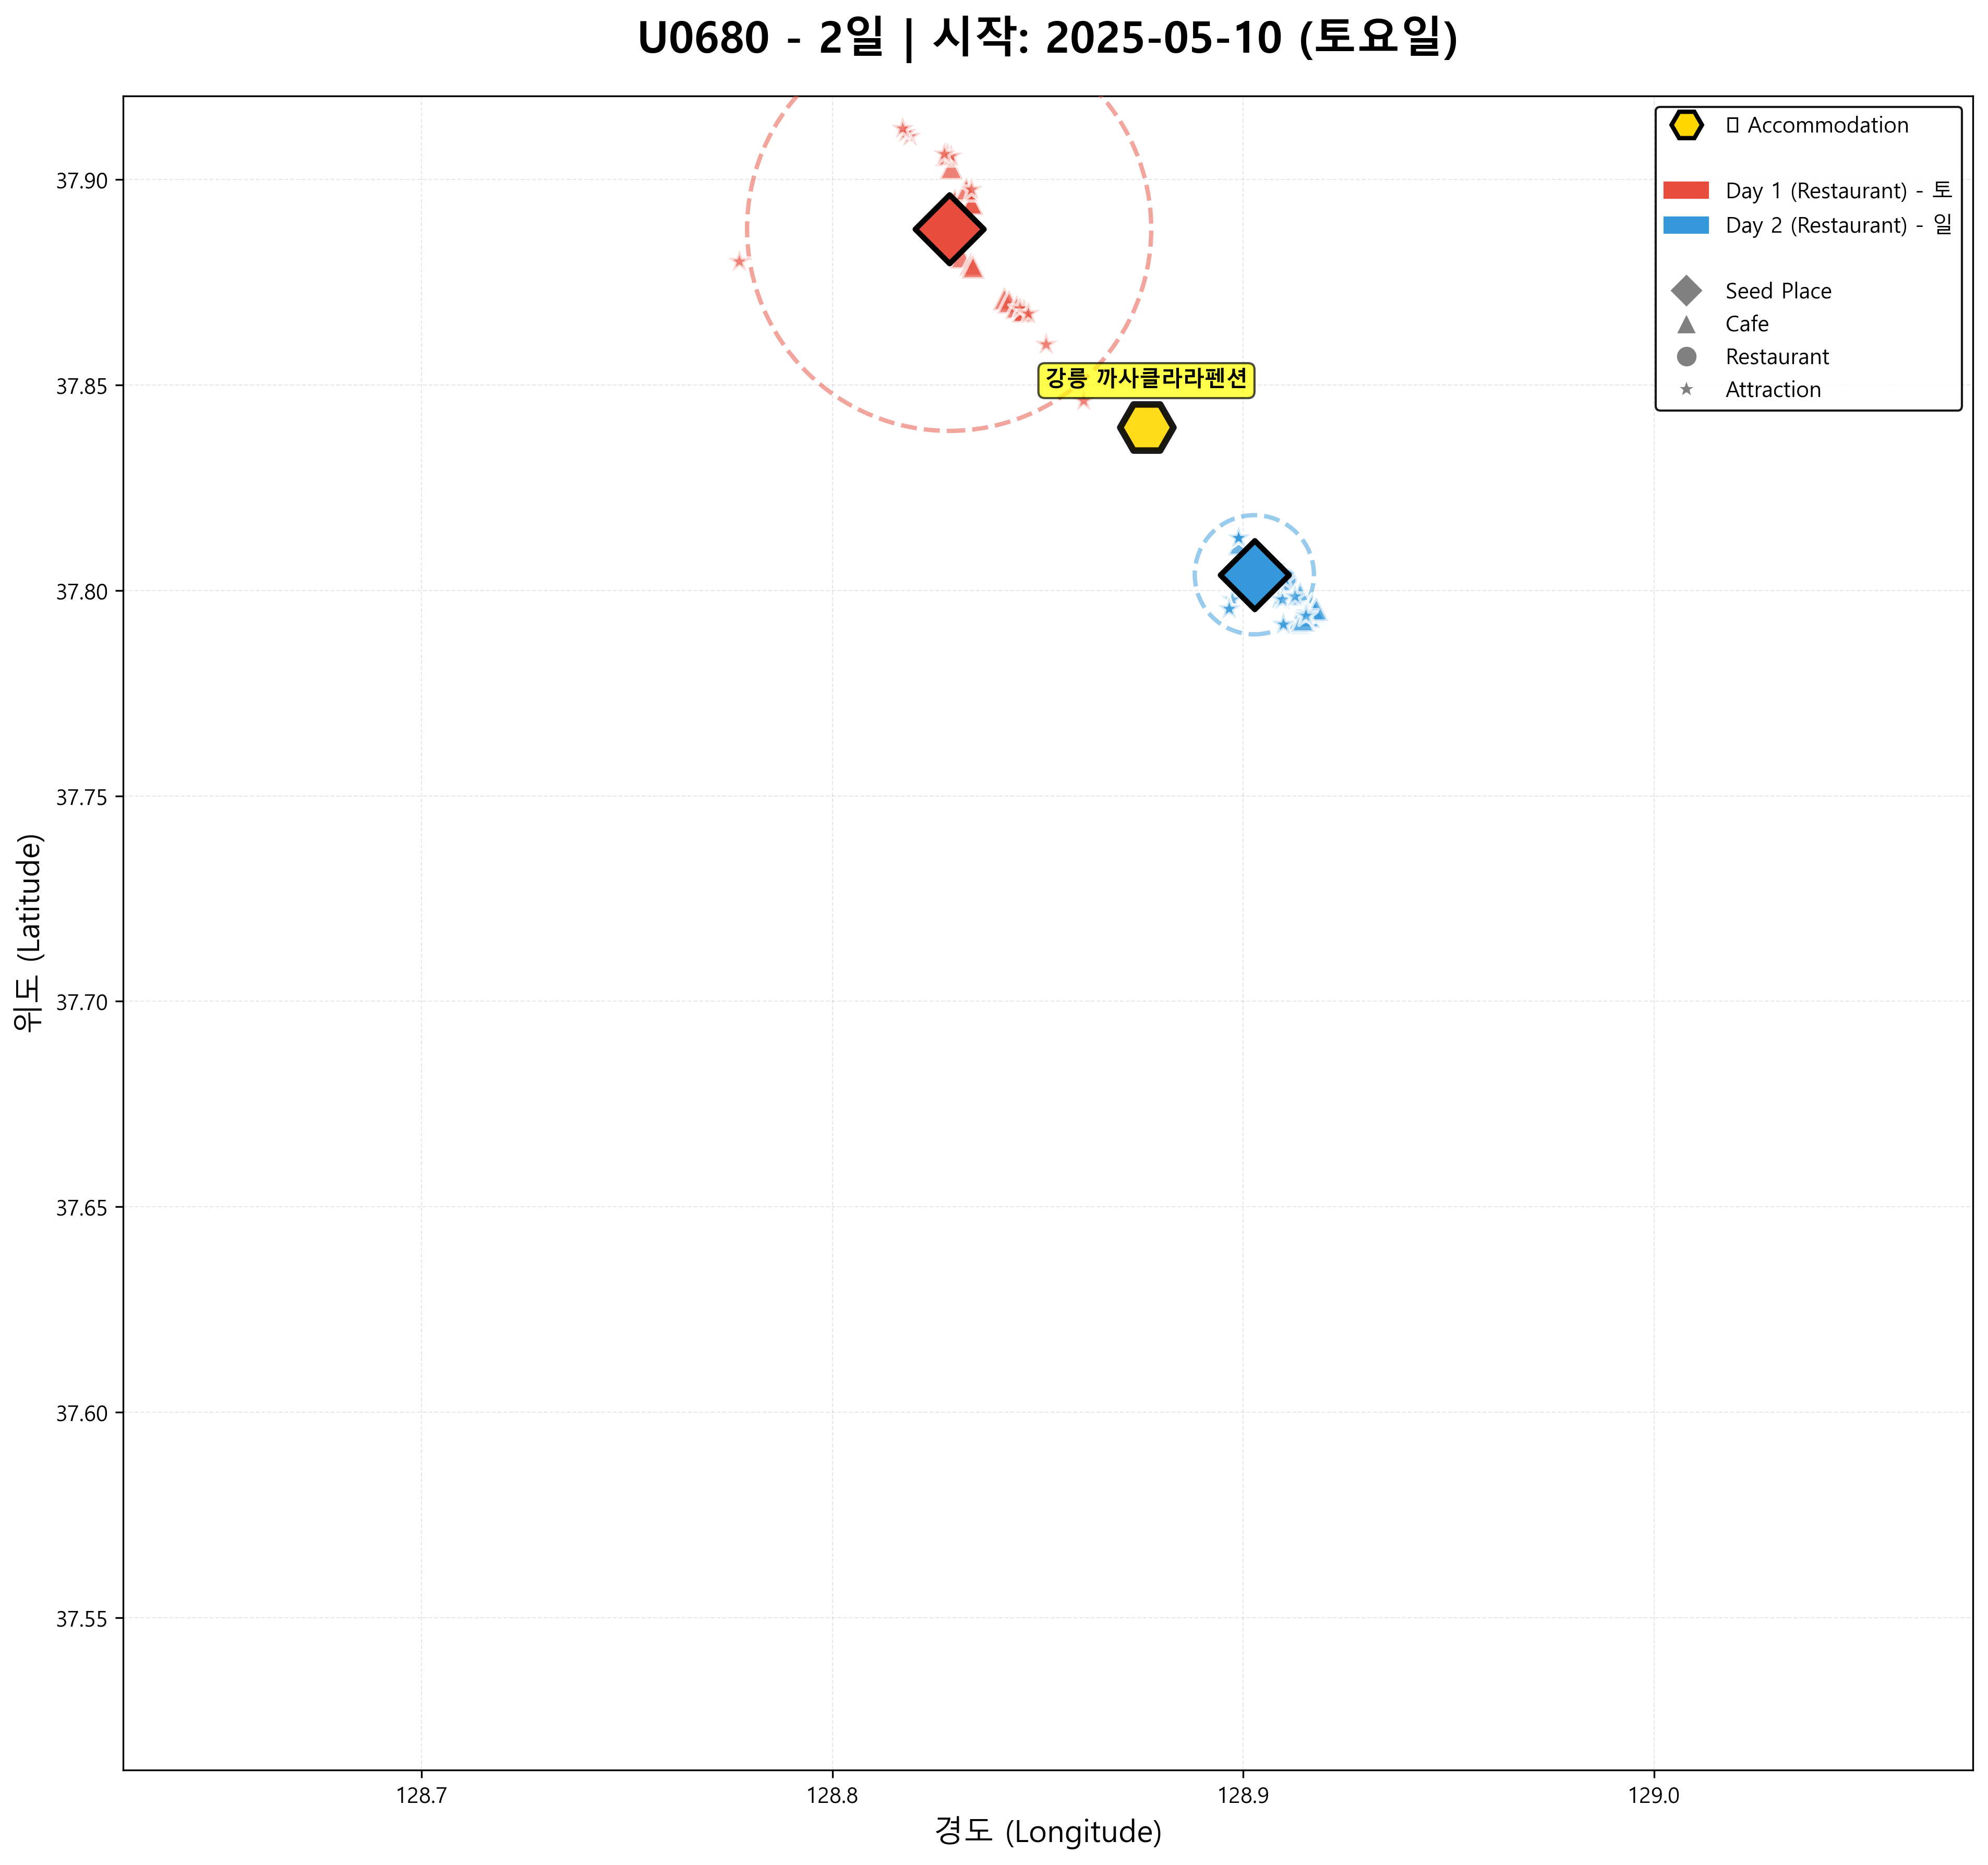 U0680 - 2일 | 시작: 2025-05-10 (토요일)
위도 (Latitude)
37.90
37.85
37.80
37.75
37.70
37.65
37.60
37.55
강릉 까사클라라펜션
Accommodation
Day 1 (Restaurant) - 토
Day 2 (Restaurant) - 일
Seed Place
Cafe
Restaurant
Attraction
128.7
128.8
128.9
129.0
경도 (Longitude)